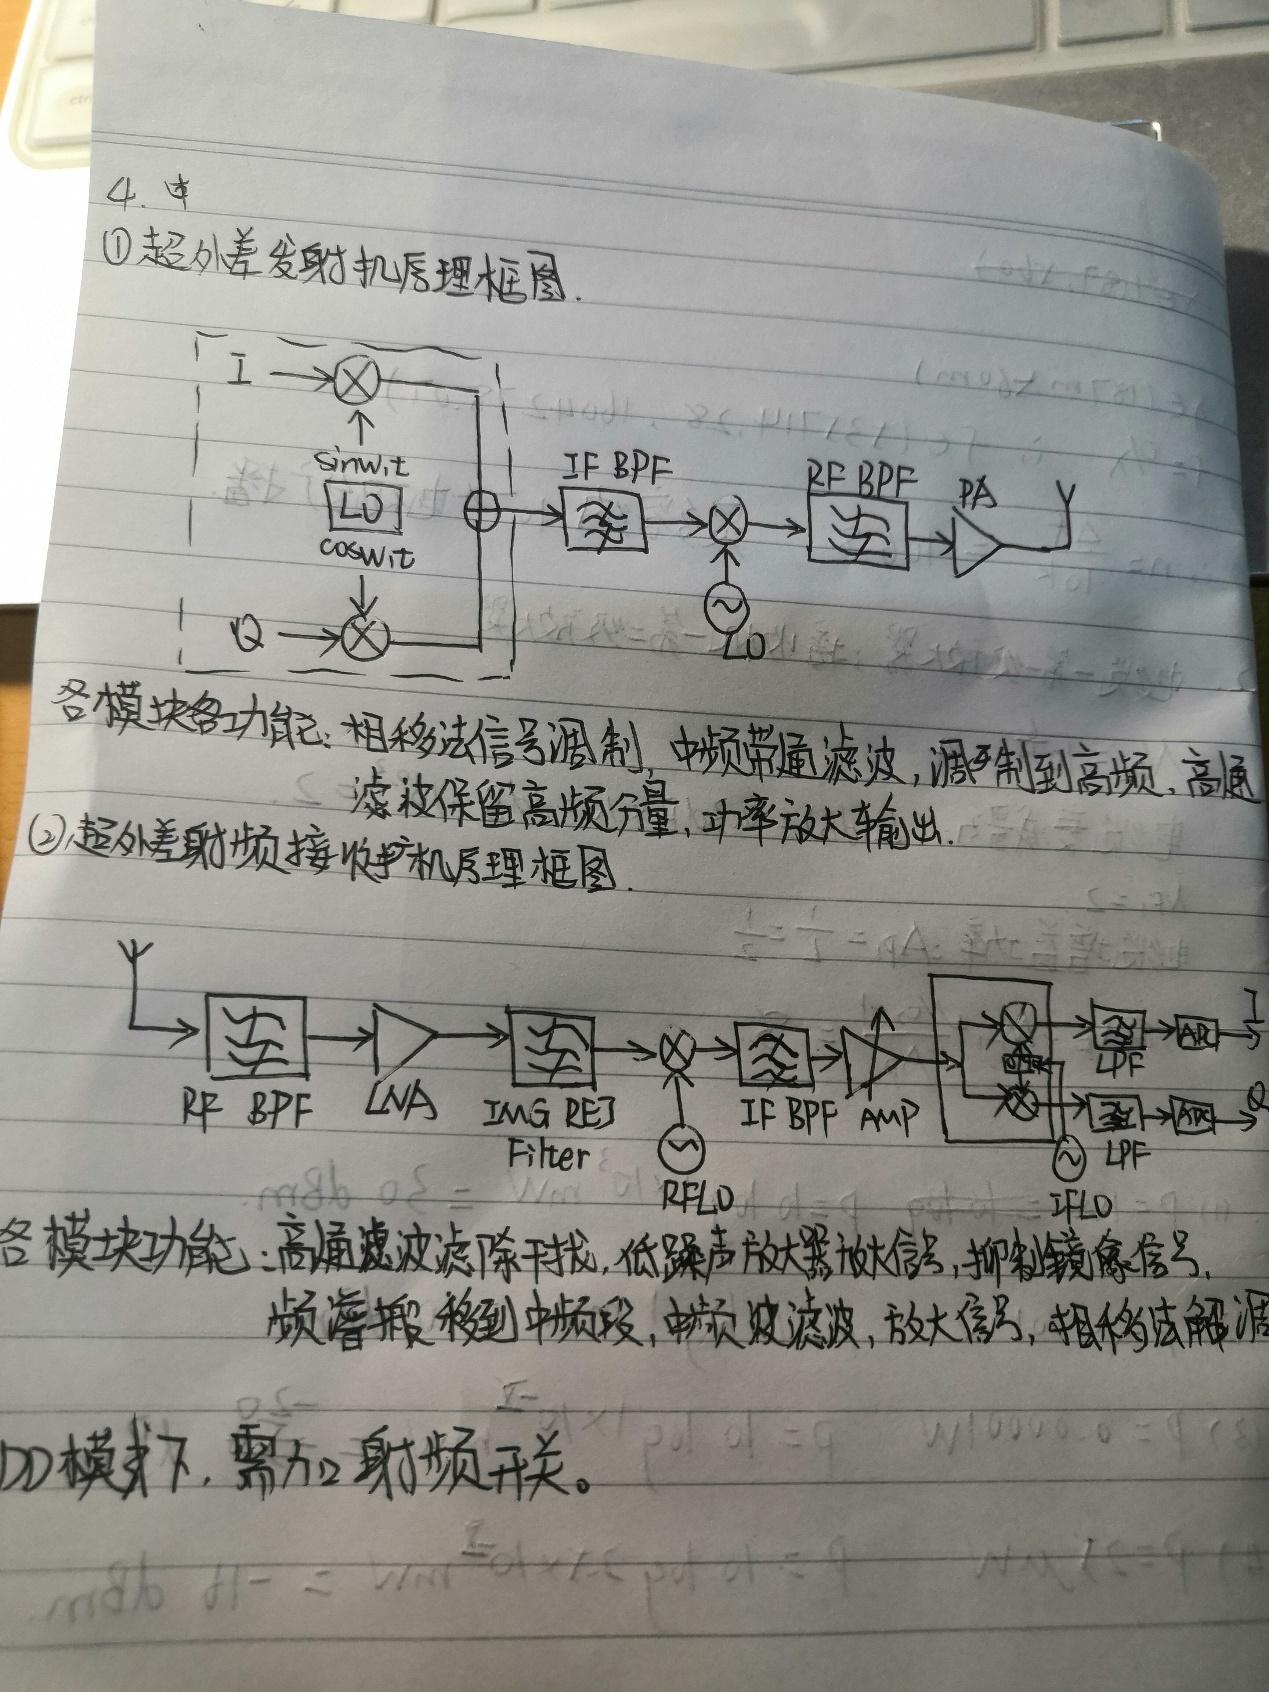 4.
①超外差发射机原理框图.
I
sinw₁t
LO
cosw₁t
Q
IF BPF
LO
RF BPF
PA
各模块各功能:相移法信号调制,中频带通滤波,调制到高频,高通
滤波保留高频分量,功率放大输出.
②超外差射频接收机原理框图.
RF BPF
LNA
IMG REJ
Filter
RFLO
IF BPF
AMP
LPF
ADC
I
LPF
ADC
Q
IFLO
各模块功能:高通滤波滤除干扰,低躁声放大器放大信号,抑制镜像信号,
频谱搬移到中频段,中频波滤波,放大信号,相移法解调
DD模式下,需加射频开关。